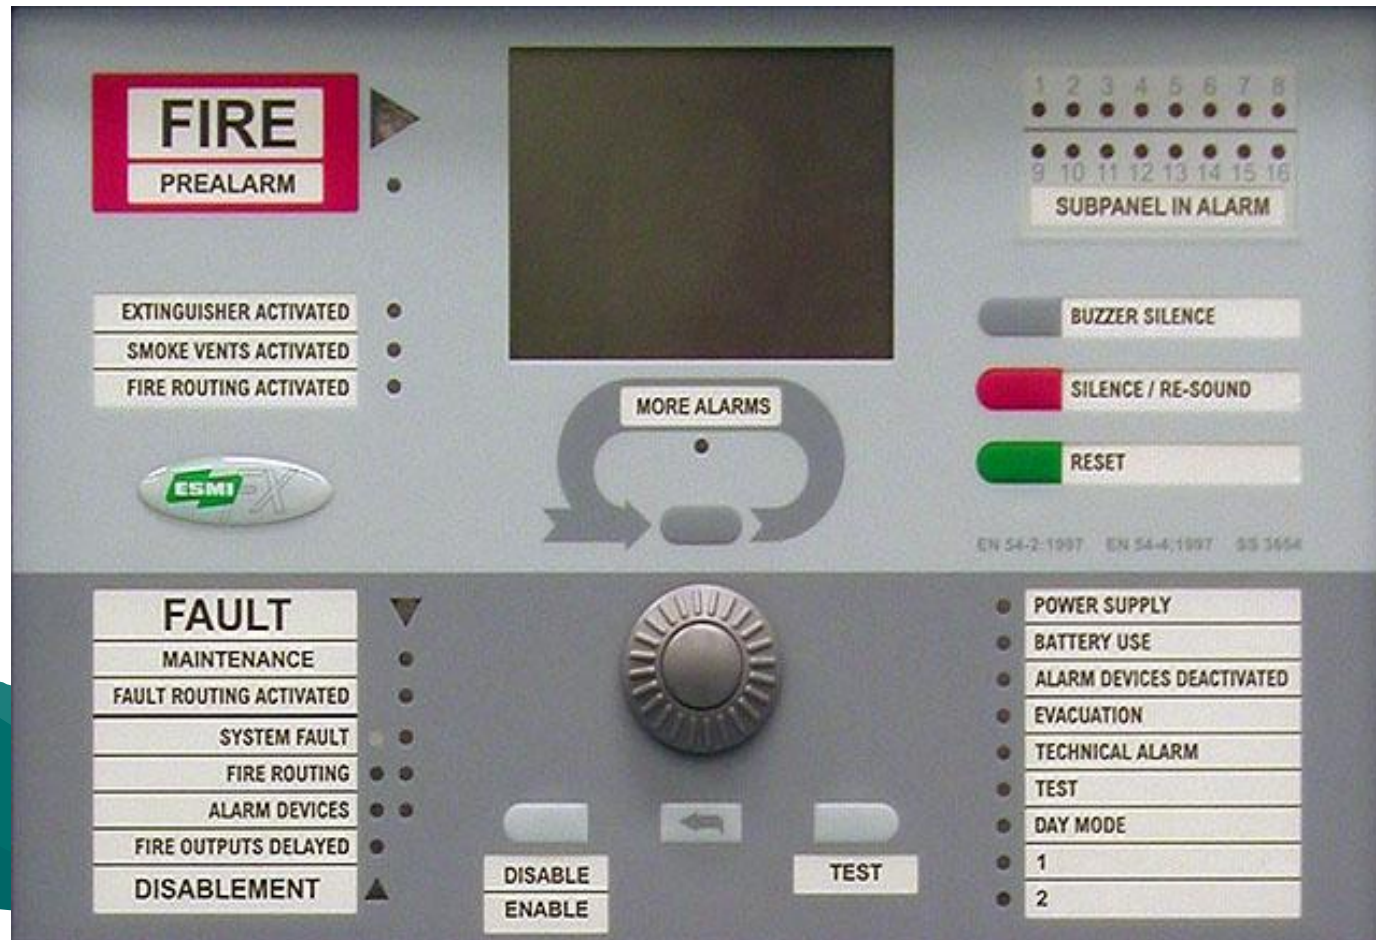 FIRE
PREALARM
EXTINGUISHER ACTIVATED
SMOKE VENTS ACTIVATED
FIRE ROUTING ACTIVATED
ESMI FX
MORE ALARMS
1 2 3 4 5 6 7 8
9 10 11 12 13 14 15 16
SUBPANEL IN ALARM
BUZZER SILENCE
SILENCE / RE-SOUND
RESET
EN 54-2:1997 EN 54-4:1997 SS 3654
FAULT
MAINTENANCE
FAULT ROUTING ACTIVATED
SYSTEM FAULT
FIRE ROUTING
ALARM DEVICES
FIRE OUTPUTS DELAYED
DISABLEMENT
DISABLE
ENABLE
TEST
POWER SUPPLY
BATTERY USE
ALARM DEVICES DEACTIVATED
EVACUATION
TECHNICAL ALARM
TEST
DAY MODE
1
2